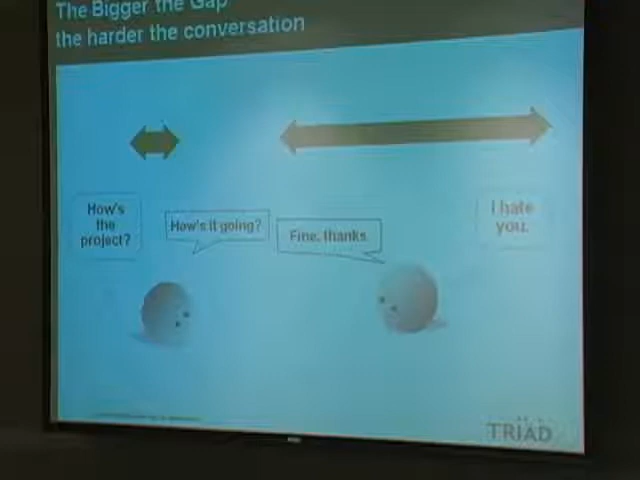 The Bigger the Gap
the harder the conversation
How's
the
project?
How's it going?
Fine, thanks
I hate
you.
TRIAD